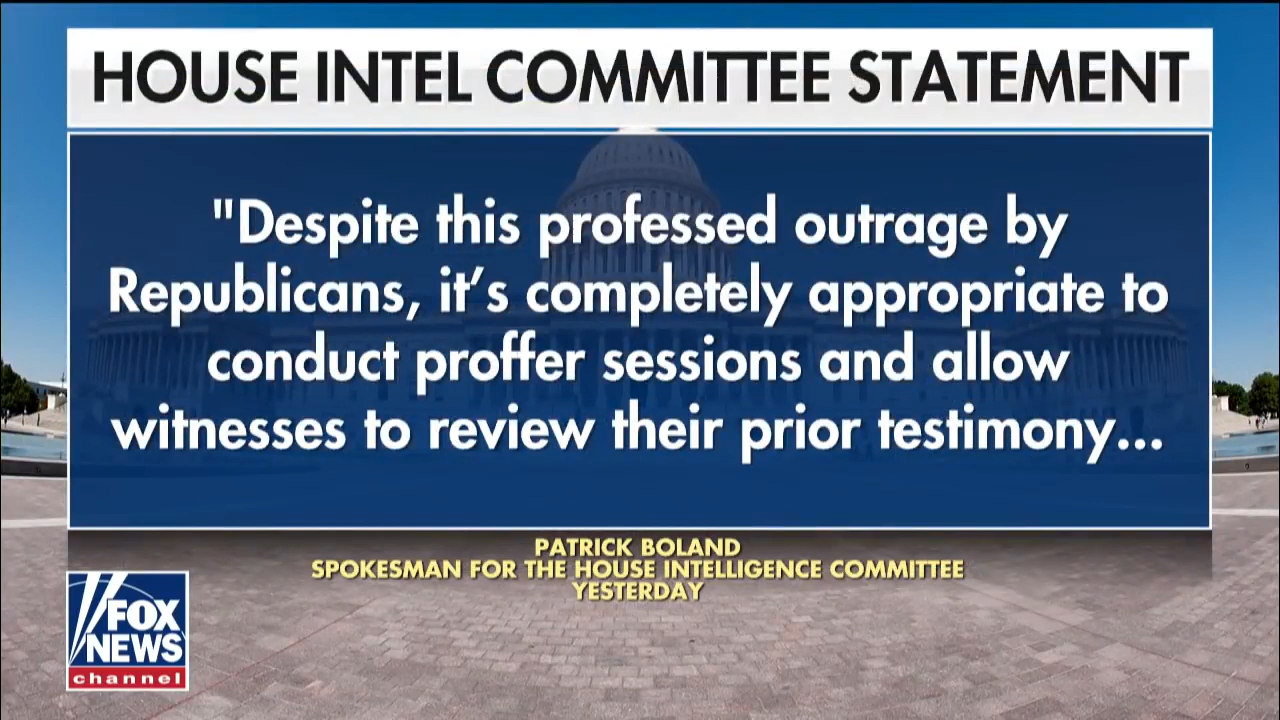 HOUSE INTEL COMMITTEE STATEMENT
"Despite this professed outrage by
Republicans, it's completely appropriate to
conduct proffer sessions and allow
witnesses to review their prior testimony...
PATRICK BOLAND
SPOKESMAN FOR THE HOUSE INTELLIGENCE COMMITTEE
YESTERDAY
FOX
NEWS
channel